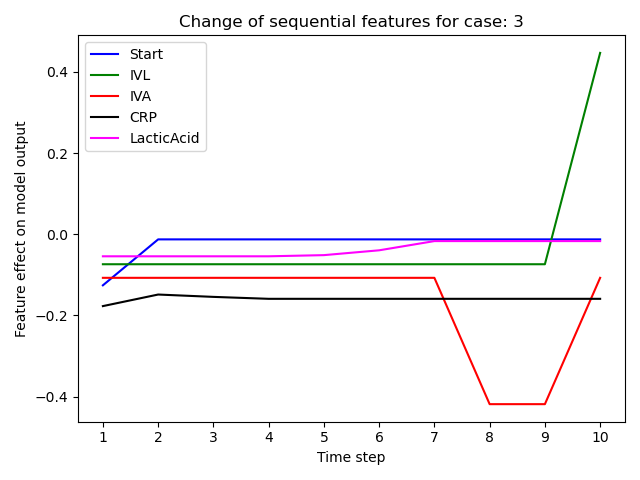 Change of sequential features for case: 3
Start
IVL
IVA
CRP
LacticAcid
Feature effect on model output
0.4
0.2
0.0
−0.2
−0.4
1 2 3 4 5 6 7 8 9 10
Time step